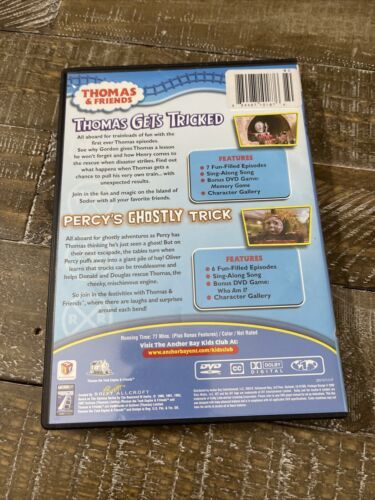 THOMAS
& FRIENDS
THOMAS GETS TRICKED
All aboard for trainloads of fun with the
first ever Thomas episodes.
See why Gordon gives Thomas a lesson
he won't forget and how Henry comes to
the rescue when disaster strikes. Find out
what happens when Thomas gets a
chance to pull his very own train... with
unexpected results.
Join in the fun and magic on the Island of
Sodor with all your favorite friends.
FEATURES
• 7 Fun-Filled Episodes
• Sing-Along Song
• Bonus DVD Game:
Memory Game
• Character Gallery
PERCY'S GHOSTLY TRICK
All aboard for ghostly adventures as Percy has
Thomas thinking he's just seen a ghost! But on
their next escapade, the tables turn when
Percy puffs away into a giant pile of hay! Oliver
learns that trucks can be troublesome and
helps Donald and Douglas rescue Thomas, the
cheeky, mischievous engine.
So join in the festivities with Thomas &
Friends, where there are laughs and surprises
around each bend!
FEATURES
• 6 Fun-Filled Episodes
• Sing-Along Song
• Bonus DVD Game:
Who Am I?
• Character Gallery
Running Time: 77 Mins. (Plus Bonus Features) / Color / Not Rated
Visit The Anchor Bay Kids Club At:
www.anchorbayent.com/kidsclub
DVD
CC
DOLBY
DIGITAL
BRITT ALLCROFT